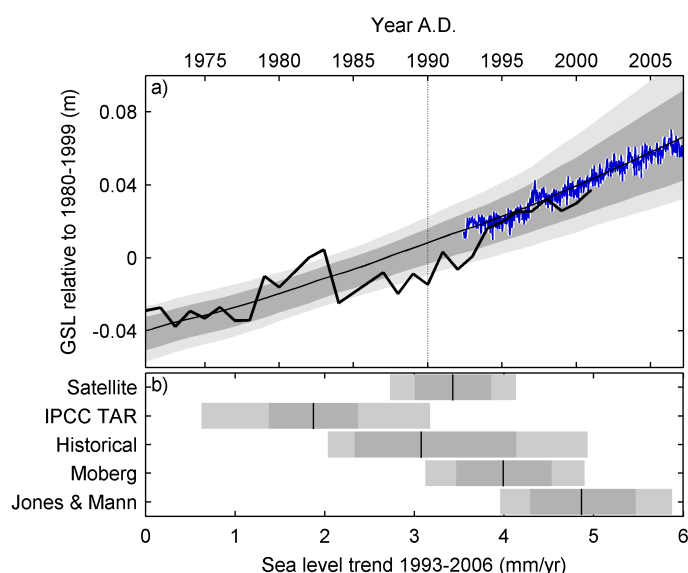 Year A.D.
1975 1980 1985 1990 1995 2000 2005
a)
GSL relative to 1980-1999 (m)
0.08
0.04
0
-0.04
b)
Satellite
IPCC TAR
Historical
Moberg
Jones & Mann
0 1 2 3 4 5 6
Sea level trend 1993-2006 (mm/yr)